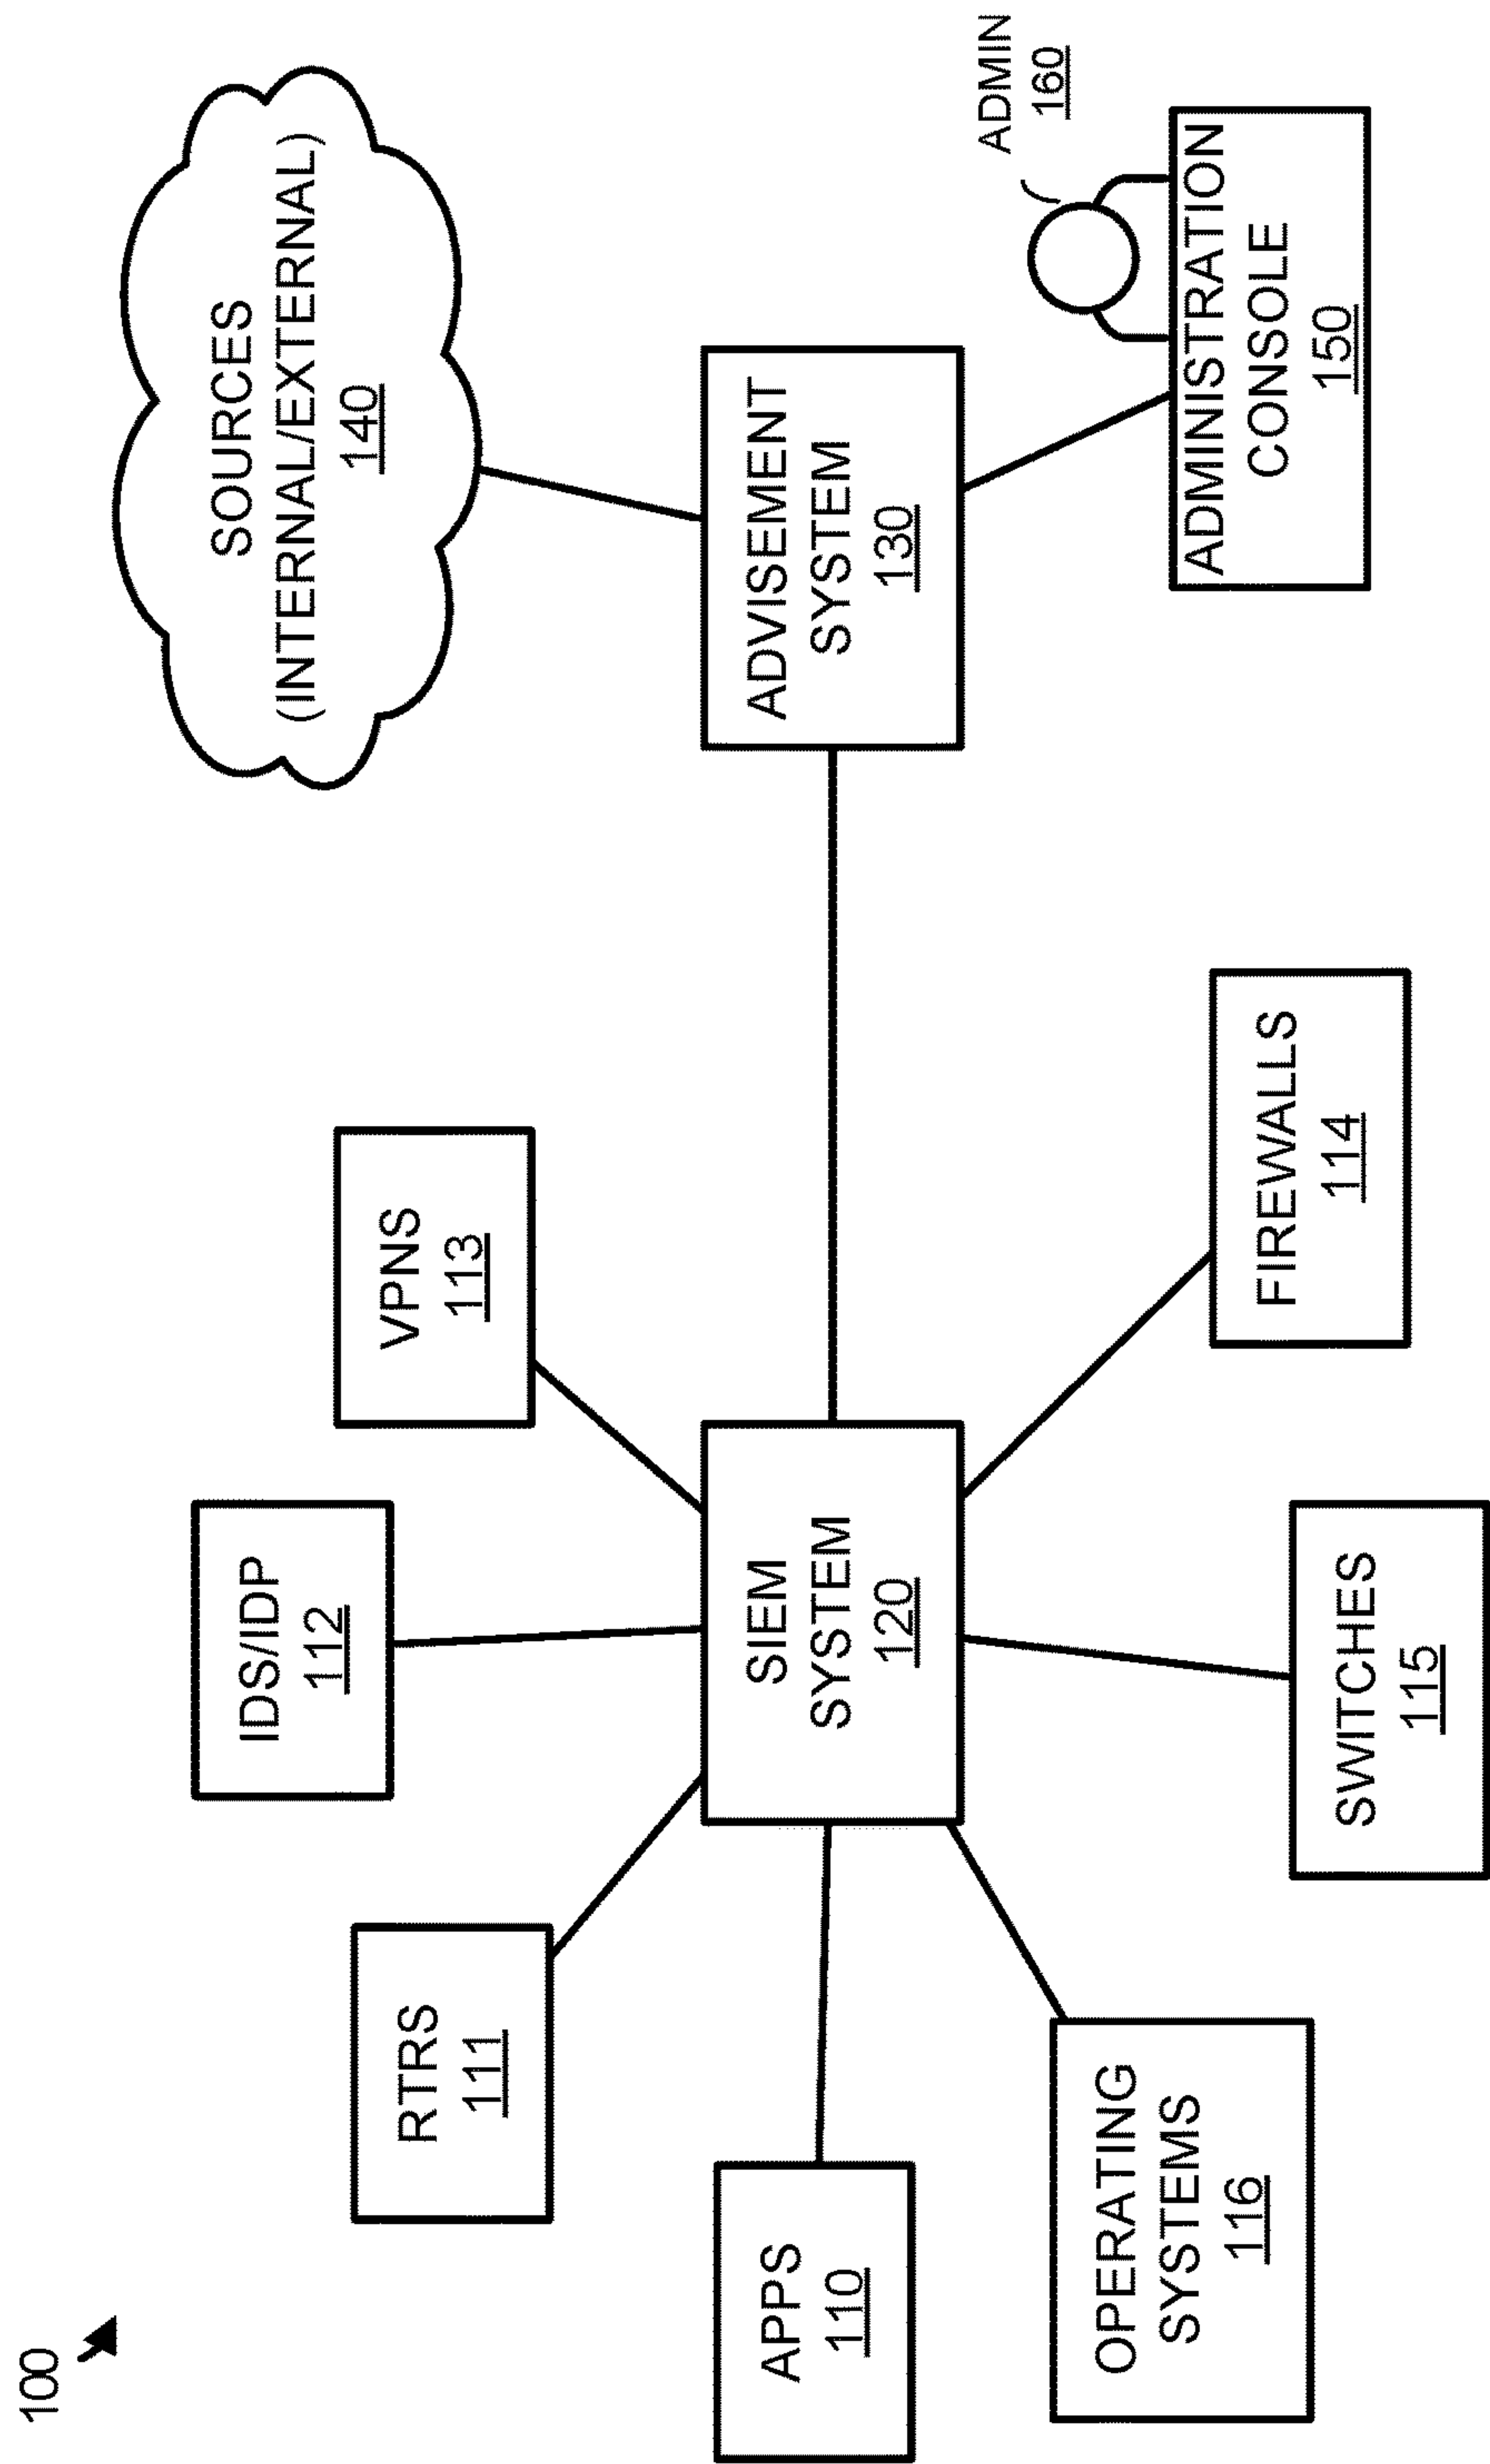 100
RTRS
111
IDS/IDP
112
VPNS
113
SOURCES
(INTERNAL/EXTERNAL)
140
APPS
110
SIEM
SYSTEM
120
ADVISEMENT
SYSTEM
130
ADMIN
160
OPERATING
SYSTEMS
116
SWITCHES
115
FIREWALLS
114
ADMINISTRATION
CONSOLE
150